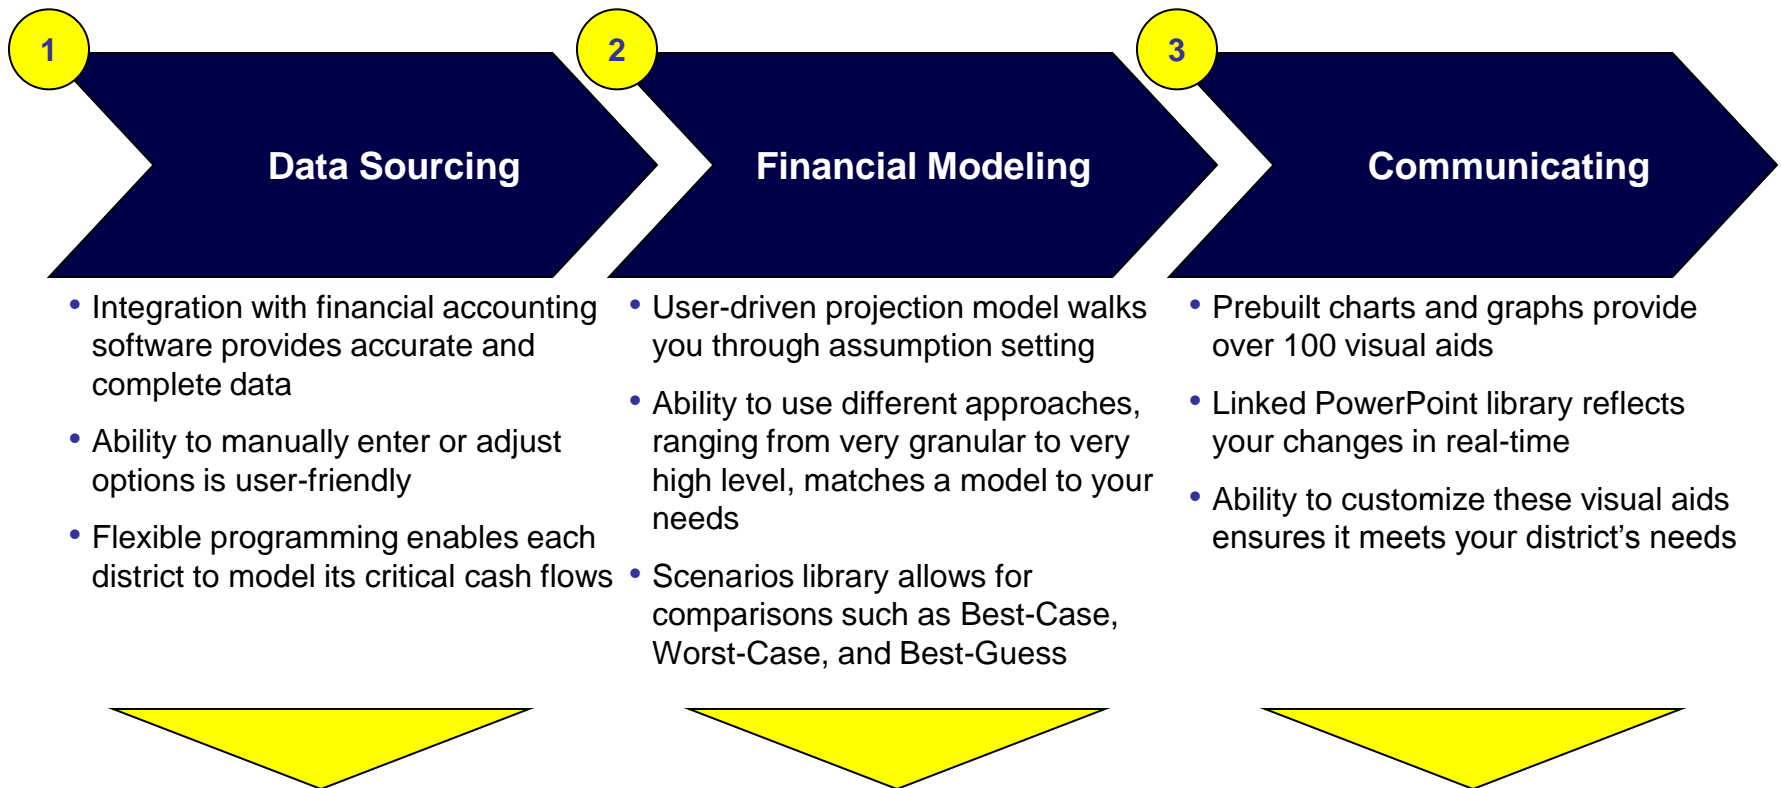 1
Data Sourcing
• Integration with financial accounting
software provides accurate and
complete data
• Ability to manually enter or adjust
options is user-friendly
• Flexible programming enables each
district to model its critical cash flows
2
Financial Modeling
• User-driven projection model walks
you through assumption setting
• Ability to use different approaches,
ranging from very granular to very
high level, matches a model to your
needs
• Scenarios library allows for
comparisons such as Best-Case,
Worst-Case, and Best-Guess
3
Communicating
• Prebuilt charts and graphs provide
over 100 visual aids
• Linked PowerPoint library reflects
your changes in real-time
• Ability to customize these visual aids
ensures it meets your district’s needs